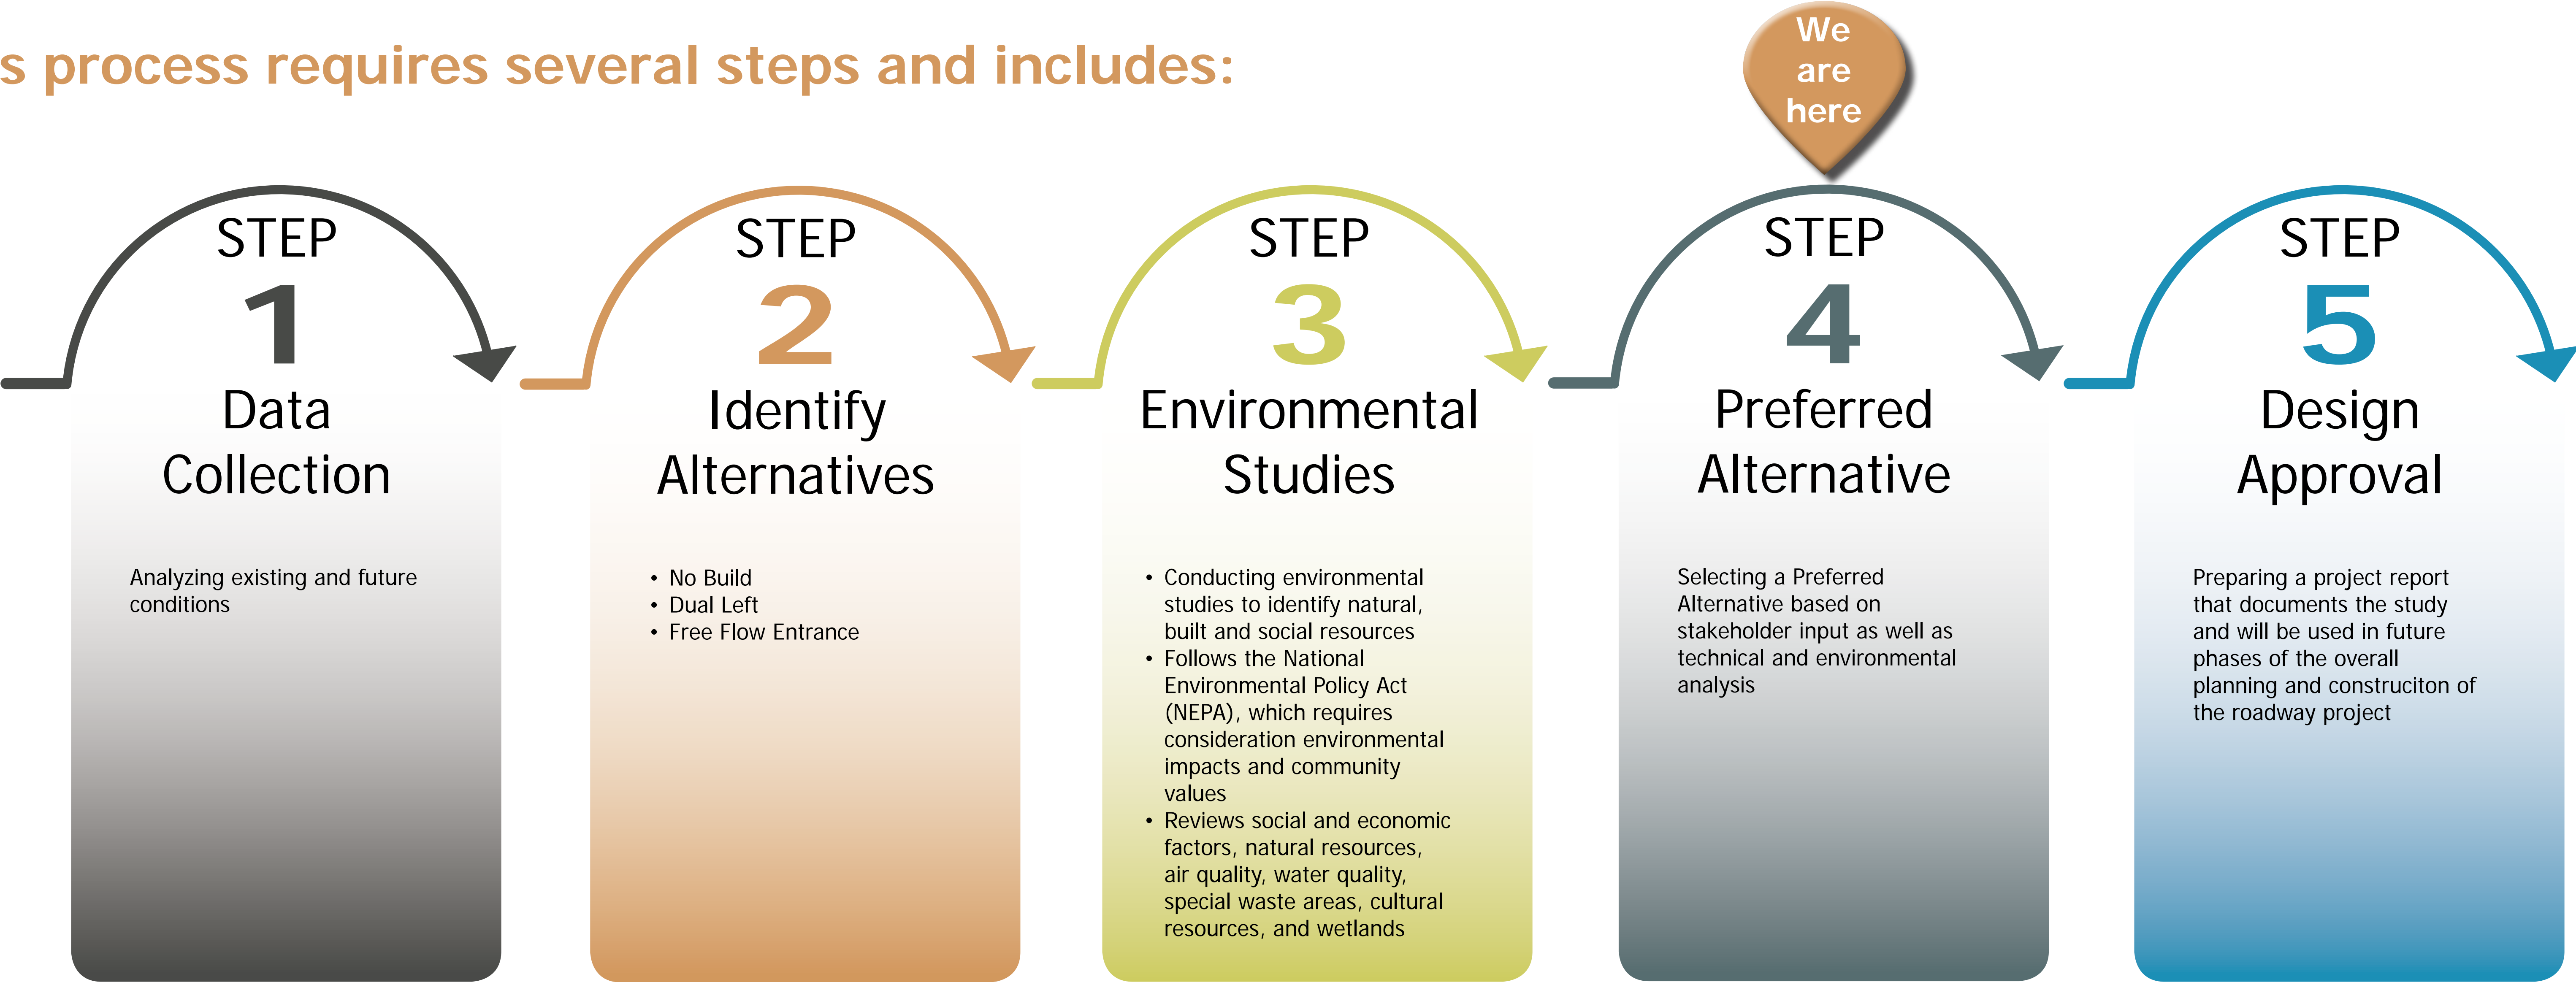 s process requires several steps and includes:
We
are
here
STEP
1
Data
Collection
Analyzing existing and future
conditions
STEP
2
Identify
Alternatives
• No Build
• Dual Left
• Free Flow Entrance
STEP
3
Environmental
Studies
• Conducting environmental
studies to identify natural,
built and social resources
• Follows the National
Environmental Policy Act
(NEPA), which requires
consideration environmental
impacts and community
values
• Reviews social and economic
factors, natural resources,
air quality, water quality,
special waste areas, cultural
resources, and wetlands
STEP
4
Preferred
Alternative
Selecting a Preferred
Alternative based on
stakeholder input as well as
technical and environmental
analysis
STEP
5
Design
Approval
Preparing a project report
that documents the study
and will be used in future
phases of the overall
planning and construciton of
the roadway project